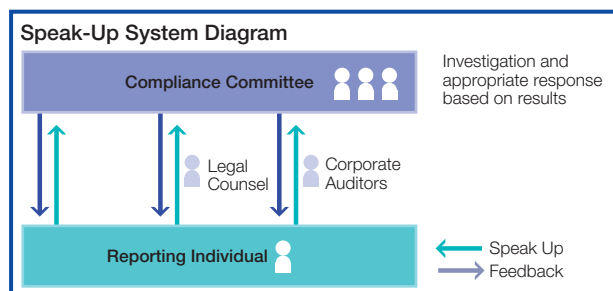 Speak-Up System Diagram
Compliance Committee
Investigation and
appropriate response
based on results
Legal
Counsel
Corporate
Auditors
Reporting Individual
Speak Up
Feedback